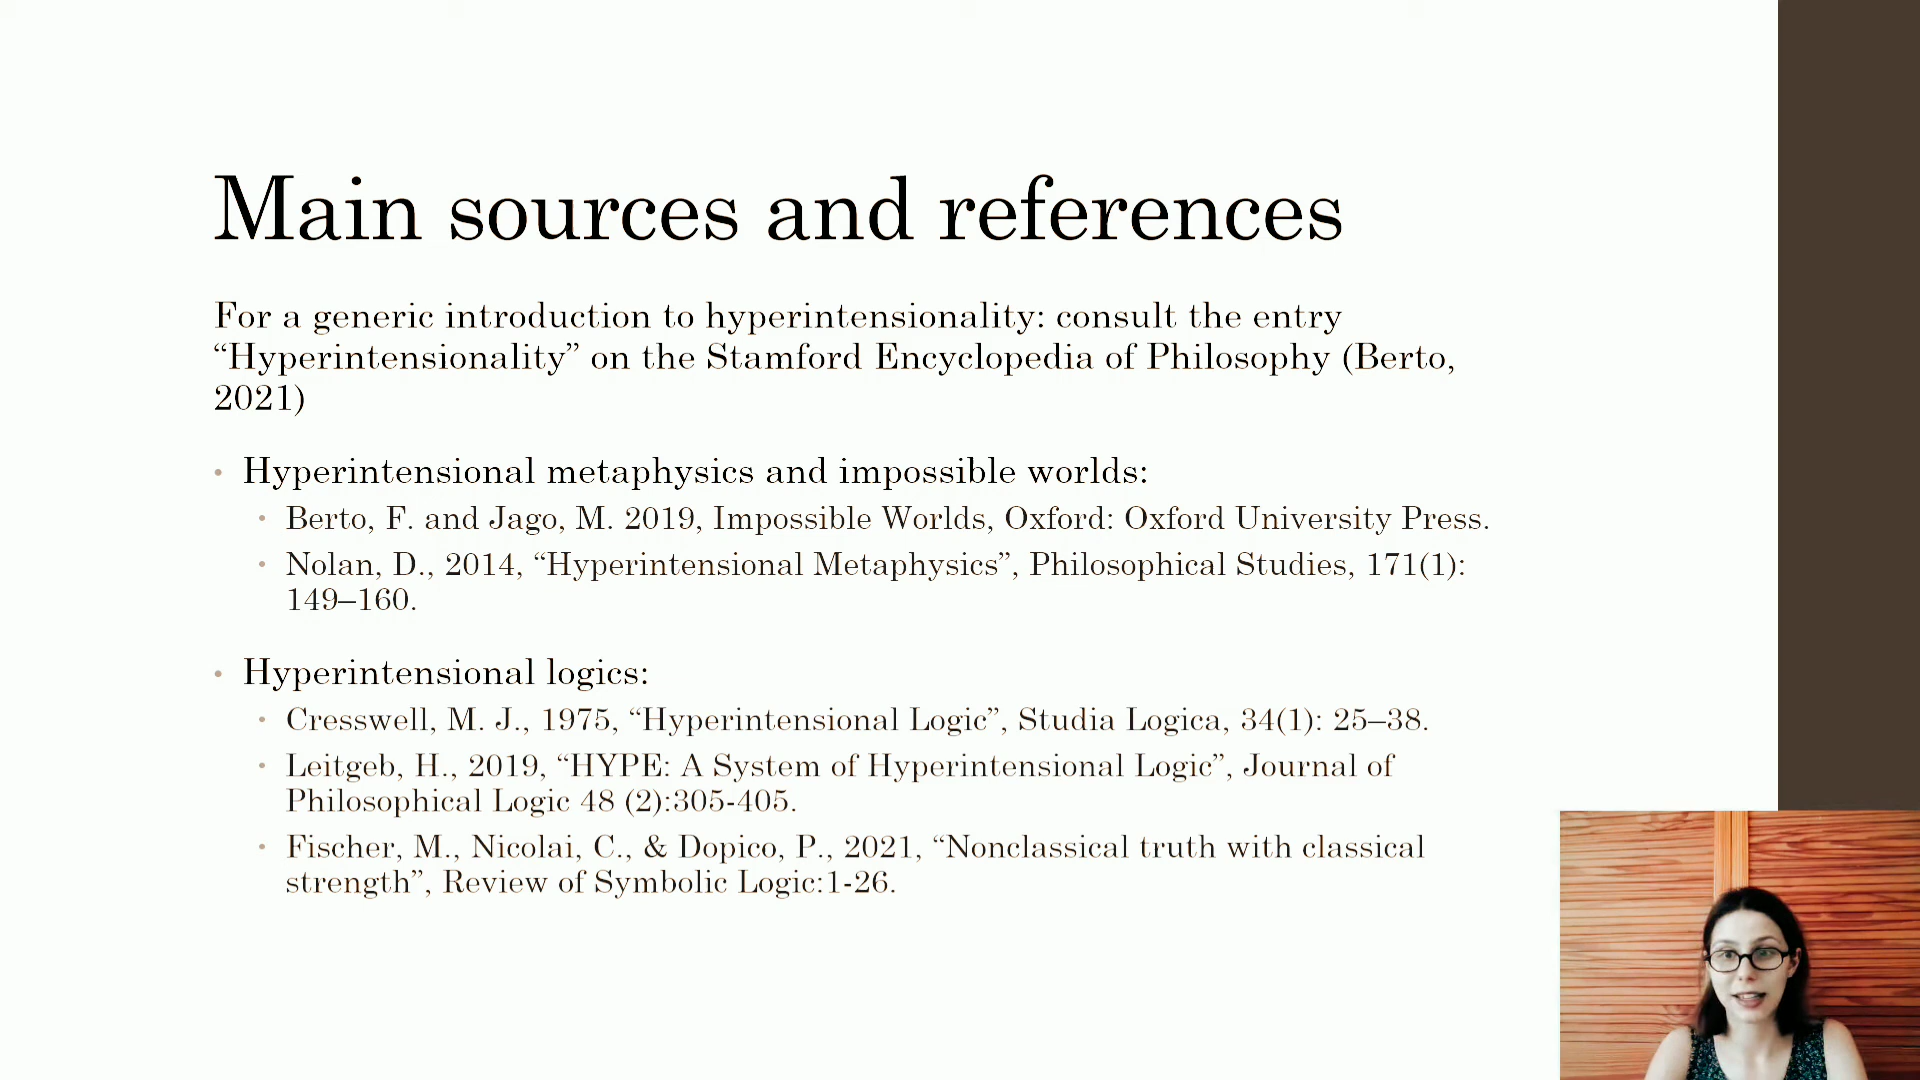 Main sources and references
For a generic introduction to hyperintensionality: consult the entry
“Hyperintensionality” on the Stamford Encyclopedia of Philosophy (Berto,
2021)
• Hyperintensional metaphysics and impossible worlds:
• Berto, F. and Jago, M. 2019, Impossible Worlds, Oxford: Oxford University Press.
• Nolan, D., 2014, “Hyperintensional Metaphysics”, Philosophical Studies, 171(1):
149–160.
• Hyperintensional logics:
• Cresswell, M. J., 1975, “Hyperintensional Logic”, Studia Logica, 34(1): 25–38.
• Leitgeb, H., 2019, “HYPE: A System of Hyperintensional Logic”, Journal of
Philosophical Logic 48 (2):305-405.
• Fischer, M., Nicolai, C., & Dopico, P., 2021, “Nonclassical truth with classical
strength”, Review of Symbolic Logic:1-26.